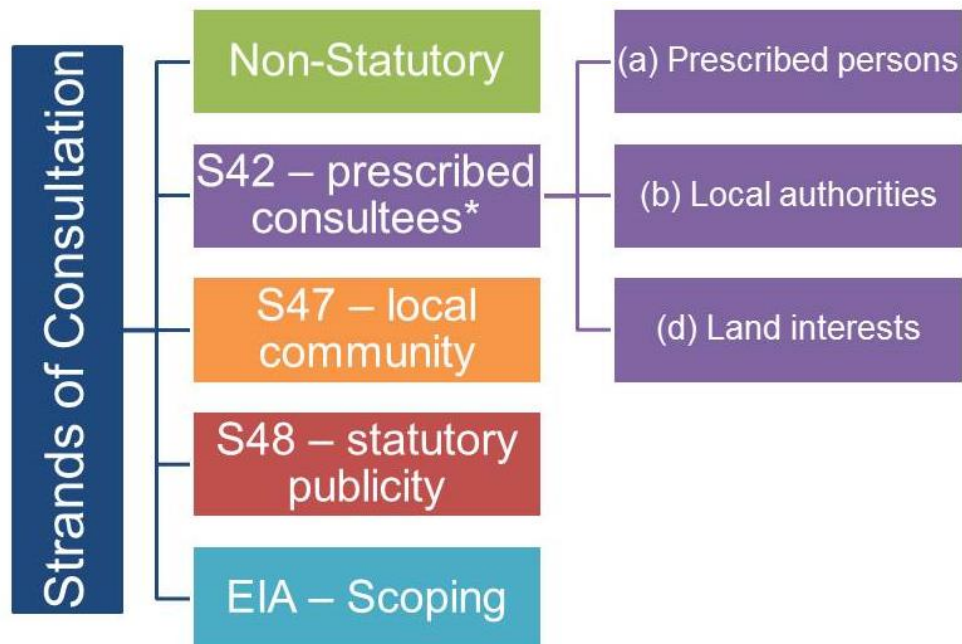 Strands of Consultation
Non-Statutory
S42 – prescribed
consultees*
S47 – local
community
S48 – statutory
publicity
EIA – Scoping
(a) Prescribed persons
(b) Local authorities
(d) Land interests